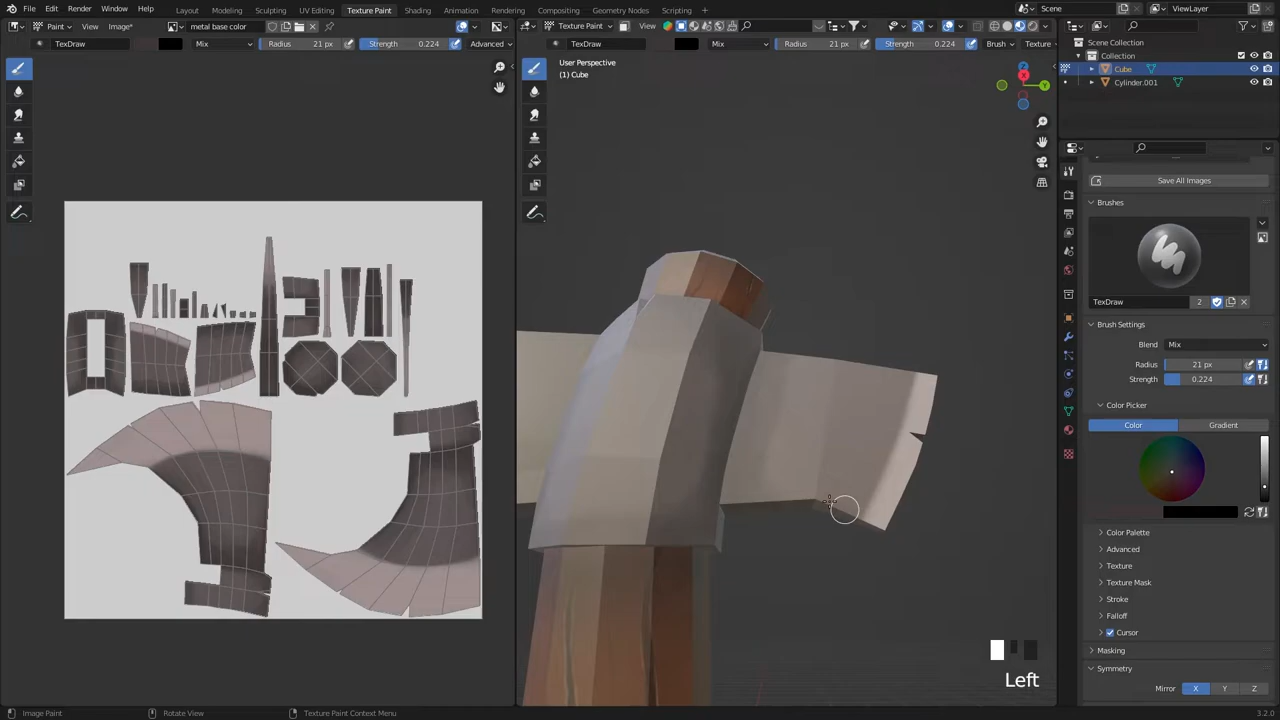 File Edit Render Window Help Layout Modeling Sculpting UV Editing Texture Paint Shading Animation Rendering Compositing Geometry Nodes Scripting + Scene ViewLayer
Paint View Image* metal base color Texture Paint View
TexDraw Mix Radius 21 px Strength 0.224 Advanced TexDraw Mix Radius 21 px Strength 0.224 Brush Texture
User Perspective
(1) Cube
Scene Collection
Collection
Cube
Cylinder.001
Save All Images
Brushes
TexDraw 2
Brush Settings
Blend Mix
Radius 21 px
Strength 0.224
Color Picker
Color Gradient
Color Palette
Advanced
Texture
Texture Mask
Stroke
Falloff
Cursor
Masking
Symmetry
Mirror X Y Z
Left
Image Paint Rotate View Texture Paint Context Menu 3.2.0